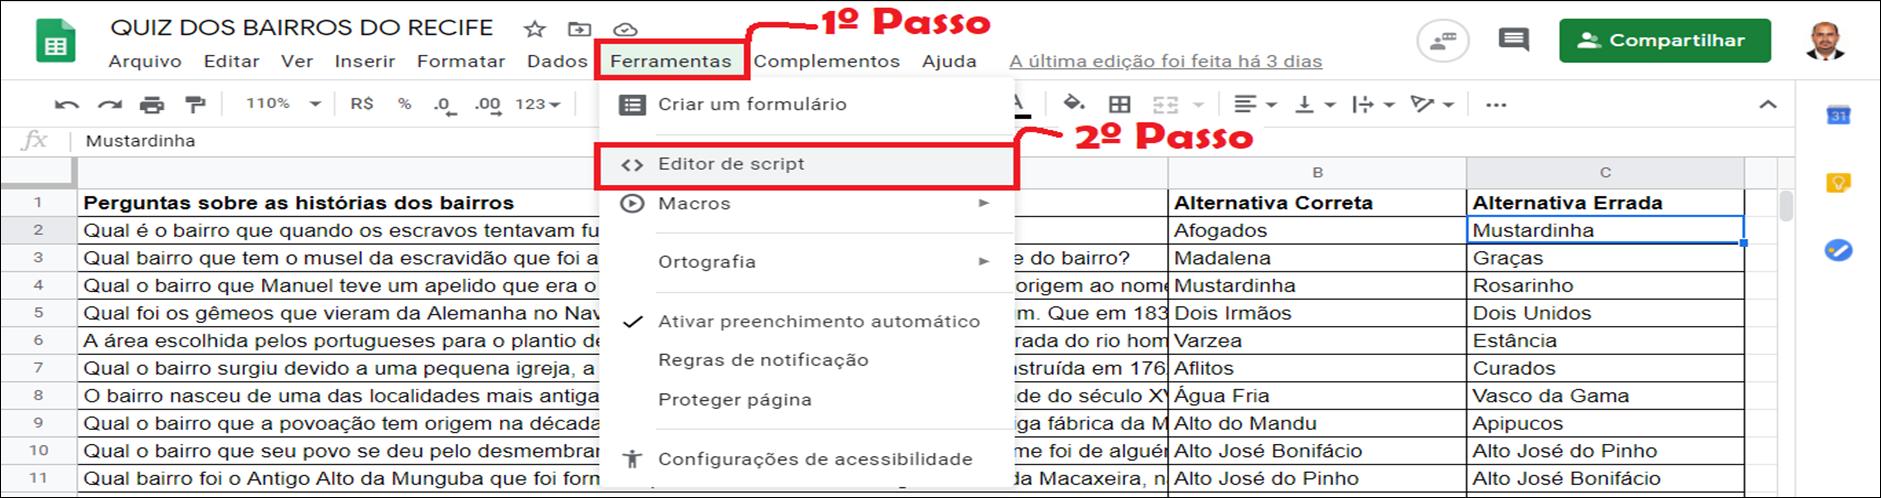 QUIZ DOS BAIRROS DO RECIFE
1º Passo
Arquivo Editar Ver Inserir Formatar Dados Ferramentas Complementos Ajuda A última edição foi feita há 3 dias
Compartilhar
110% R$ % .0 .00 123 A
31
Criar um formulário
2º Passo
fx Mustardinha
Editor de script
Macros
Ortografia
Ativar preenchimento automático
Regras de notificação
Proteger página
Configurações de acessibilidade
B C
1 Perguntas sobre as histórias dos bairros Alternativa Correta Alternativa Errada
2 Qual é o bairro que quando os escravos tentavam fu Afogados Mustardinha
3 Qual bairro que tem o musel da escravidão que foi a e do bairro? Madalena Graças
4 Qual o bairro que Manuel teve um apelido que era o origem ao nome Mustardinha Rosarinho
5 Qual foi os gêmeos que vieram da Alemanha no Nav m. Que em 183 Dois Irmãos Dois Unidos
6 A área escolhida pelos portugueses para o plantio de rada do rio hom Varzea Estância
7 Qual o bairro surgiu devido a uma pequena igreja, a nstruída em 176 Aflitos Curados
8 O bairro nasceu de uma das localidades mais antiga de do século XV Água Fria Vasco da Gama
9 Qual o bairro que a povoação tem origem na década iga fábrica da M Alto do Mandu Apipucos
10 Qual o bairro que seu povo se deu pelo desmembrar me foi de alguér Alto José Bonifácio Alto José do Pinho
11 Qual bairro foi o Antigo Alto da Munguba que foi form da Macaxeira, n Alto José do Pinho Alto José Bonifácio